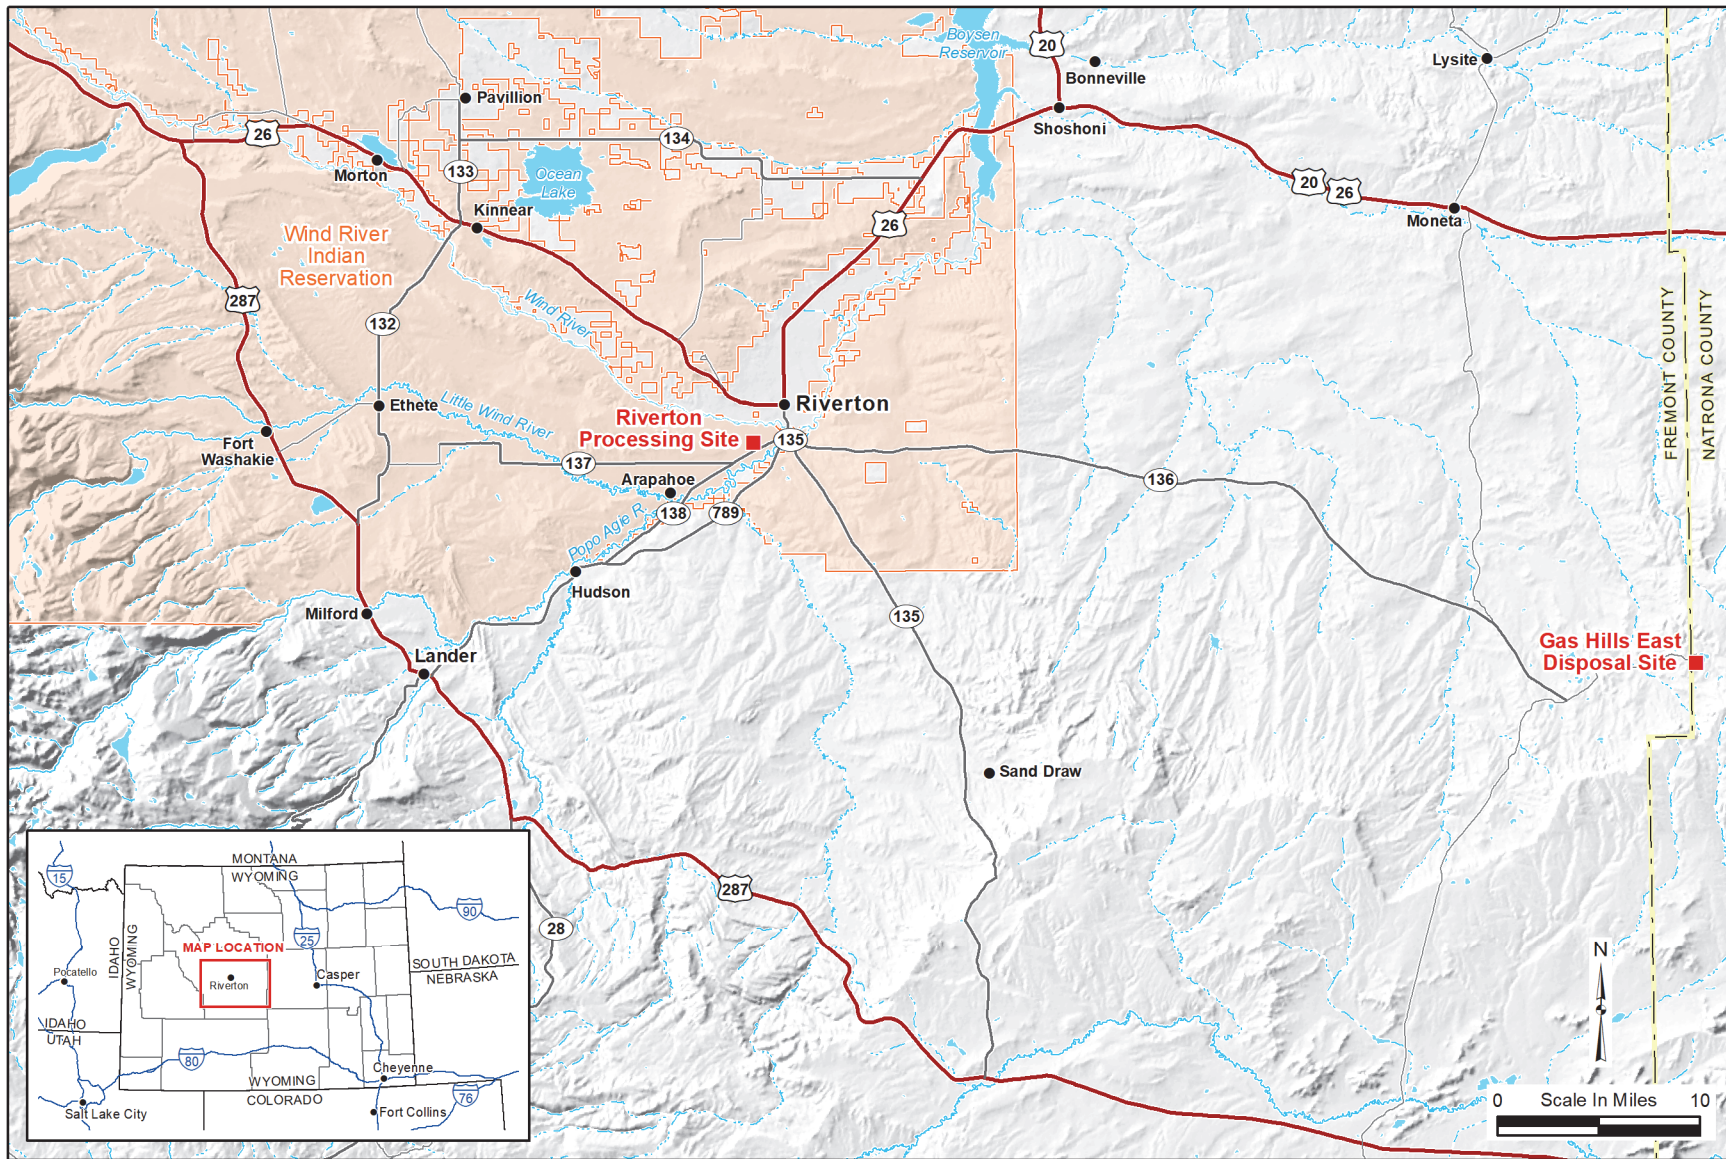 Boysen
Reservoir
20
Bonneville
Lysite
Pavillion
Shoshoni
26
134
Morton
133
Ocean
Lake
20
26
Kinnear
Moneta
26
Wind River
Indian
Reservation
287
Wind River
132
FREMONT COUNTY
NATRONA COUNTY
Ethete
Little Wind River
Riverton
Riverton
Processing Site
135
Fort
Washakie
137
136
Arapahoe
138
789
Popo Agie R.
Hudson
Milford
135
Gas Hills East
Disposal Site
Lander
Sand Draw
287
28
MONTANA
WYOMING
15
90
25
IDAHO
WYOMING
MAP LOCATION
SOUTH DAKOTA
NEBRASKA
Pocatello
Riverton
Casper
IDAHO
UTAH
80
Cheyenne
WYOMING
COLORADO
76
Salt Lake City
Fort Collins
N
0 Scale In Miles 10